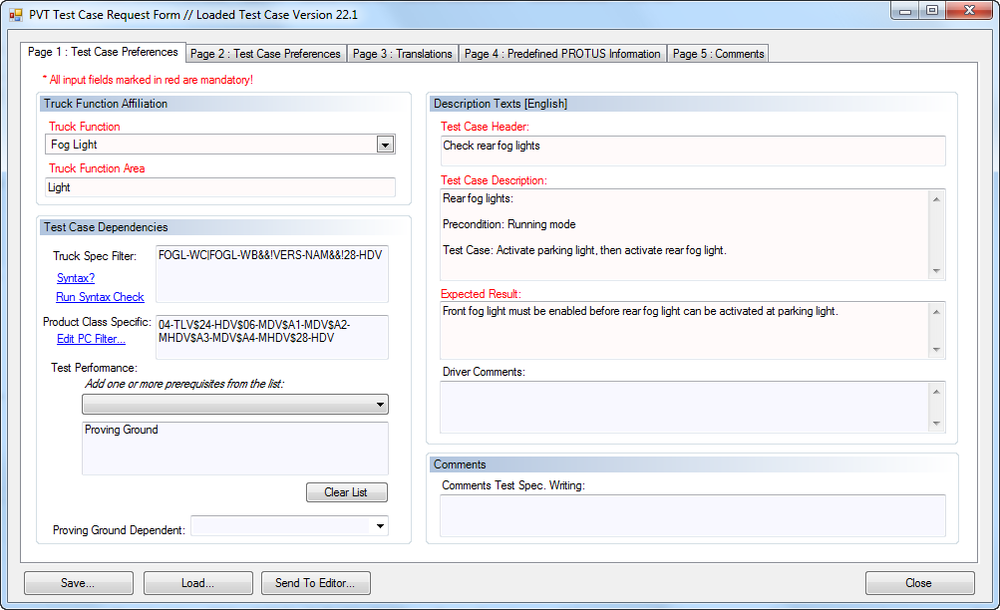 PVT Test Case Request Form // Loaded Test Case Version 22.1
Page 1 : Test Case Preferences
Page 2 : Test Case Preferences
Page 3 : Translations
Page 4 : Predefined PROTUS Information
Page 5 : Comments
* All input fields marked in red are mandatory!
Truck Function Affiliation
Truck Function
Fog Light
Truck Function Area
Light
Test Case Dependencies
Truck Spec Filter:
FOGL-WC|FOGL-WB&&!VERS-NAM&&!28-HDV
Syntax?
Run Syntax Check
Product Class Specific:
04-TLV$24-HDV$06-MDV$A1-MDV$A2-
MHDV$A3-MDV$A4-MHDV$28-HDV
Edit PC Filter...
Test Performance:
Add one or more prerequisites from the list:
Proving Ground
Clear List
Proving Ground Dependent:
Description Texts [English]
Test Case Header:
Check rear fog lights
Test Case Description:
Rear fog lights:
Precondition: Running mode
Test Case: Activate parking light, then activate rear fog light.
Expected Result:
Front fog light must be enabled before rear fog light can be activated at parking light.
Driver Comments:
Comments
Comments Test Spec. Writing:
Save...
Load...
Send To Editor...
Close